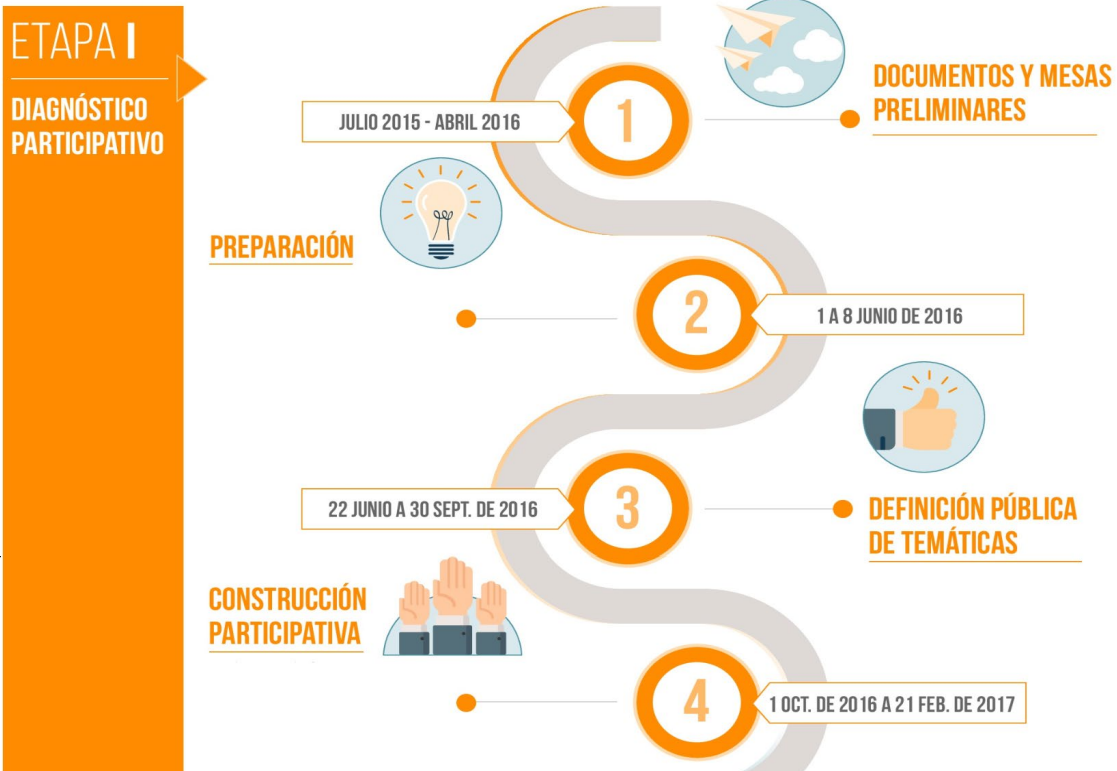 ETAPA I
DIAGNÓSTICO
PARTICIPATIVO
1
JULIO 2015 - ABRIL 2016
DOCUMENTOS Y MESAS
PRELIMINARES
PREPARACIÓN
2
1 A 8 JUNIO DE 2016
3
22 JUNIO A 30 SEPT. DE 2016
DEFINICIÓN PÚBLICA
DE TEMÁTICAS
CONSTRUCCIÓN
PARTICIPATIVA
4
1 OCT. DE 2016 A 21 FEB. DE 2017